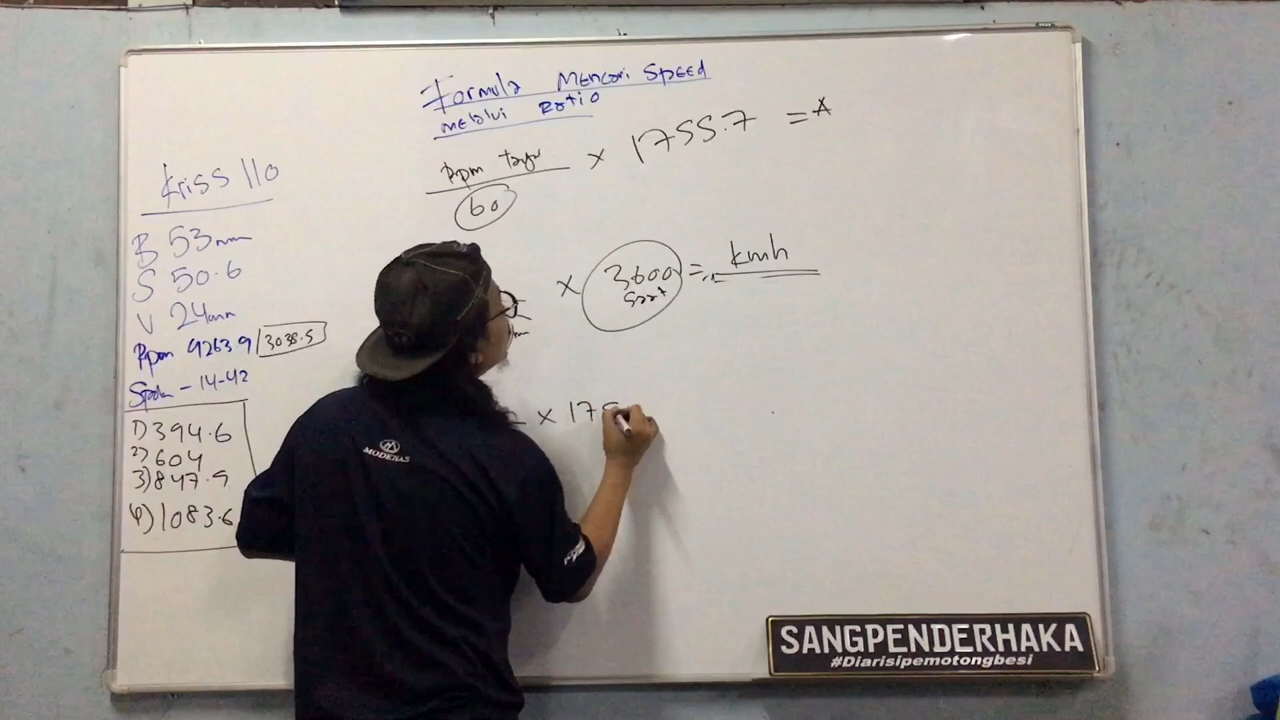 Formula Mencari Speed
melalui Ratio
Rpm tayar
60
× 1755.7 = A
× 3600 = kmh
saat
× 175
Kriss 110
B 53mm
S 50.6
V 24mm
Rpm 9263.9 / 3038.5
- 14-42
1) 394.6
2) 604
3) 847.9
4) 1083.6
MODENAS
SANGPENDERHAKA
#Diarisipemotongbesi